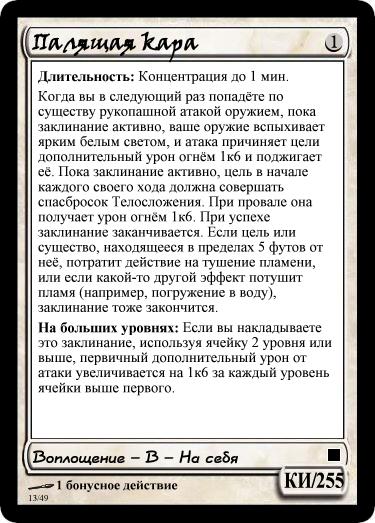 Палящая кара 1
Длительность: Концентрация до 1 мин.
Когда вы в следующий раз попадёте по
существу рукопашной атакой оружием, пока
заклинание активно, ваше оружие вспыхивает
ярким белым светом, и атака причиняет цели
дополнительный урон огнём 1к6 и поджигает
её. Пока заклинание активно, цель в начале
каждого своего хода должна совершать
спасбросок Телосложения. При провале она
получает урон огнём 1к6. При успехе
заклинание заканчивается. Если цель или
существо, находящееся в пределах 5 футов от
неё, потратит действие на тушение пламени,
или если какой-то другой эффект потушит
пламя (например, погружение в воду),
заклинание тоже закончится.
На больших уровнях: Если вы накладываете
это заклинание, используя ячейку 2 уровня или
выше, первичный дополнительный урон от
атаки увеличивается на 1к6 за каждый уровень
ячейки выше первого.
Воплощение – В – На себя
КИ/255
1 бонусное действие
13/49